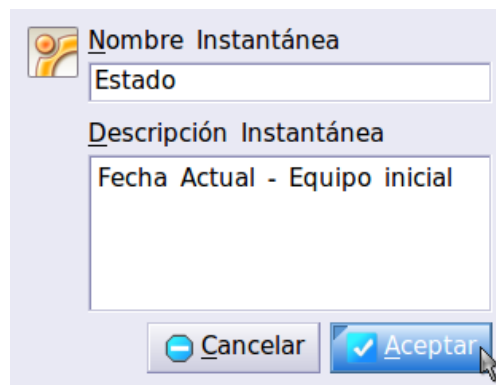 Nombre Instantánea
Estado
Descripción Instantánea
Fecha Actual - Equipo inicial
Cancelar
Aceptar